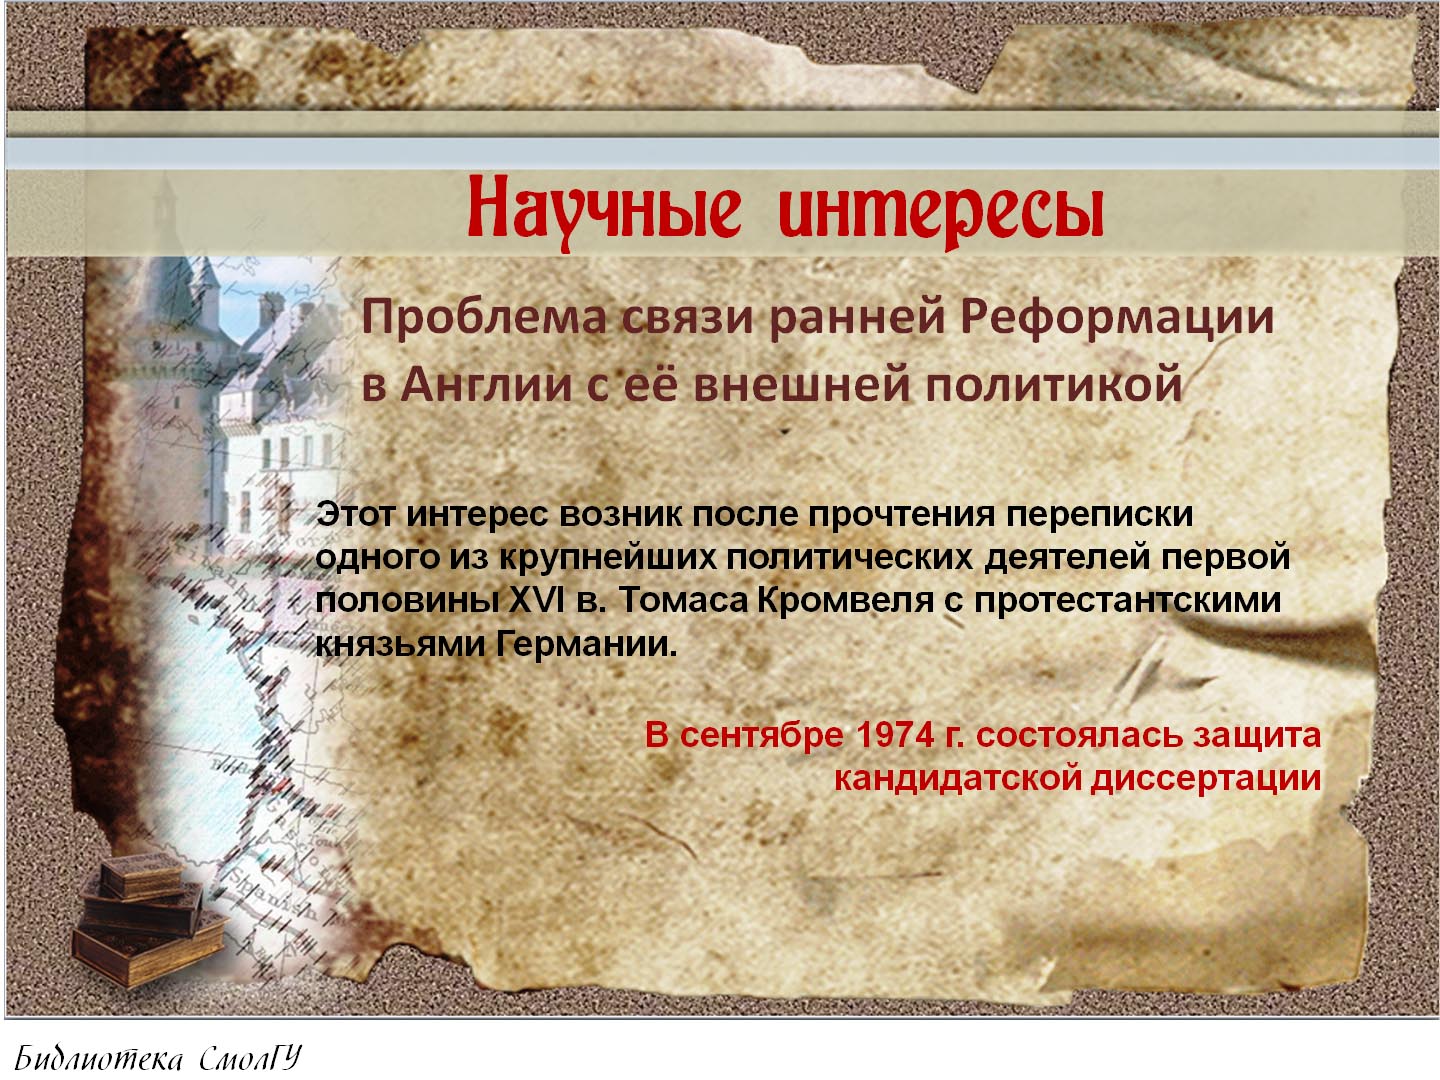 Научные интересы
Проблема связи ранней Реформации
в Англии с её внешней политикой
Этот интерес возник после прочтения переписки
одного из крупнейших политических деятелей первой
половины XVI в. Томаса Кромвеля с протестантскими
князьями Германии.
В сентябре 1974 г. состоялась защита
кандидатской диссертации
Spanish
Библиотека СмолГУ